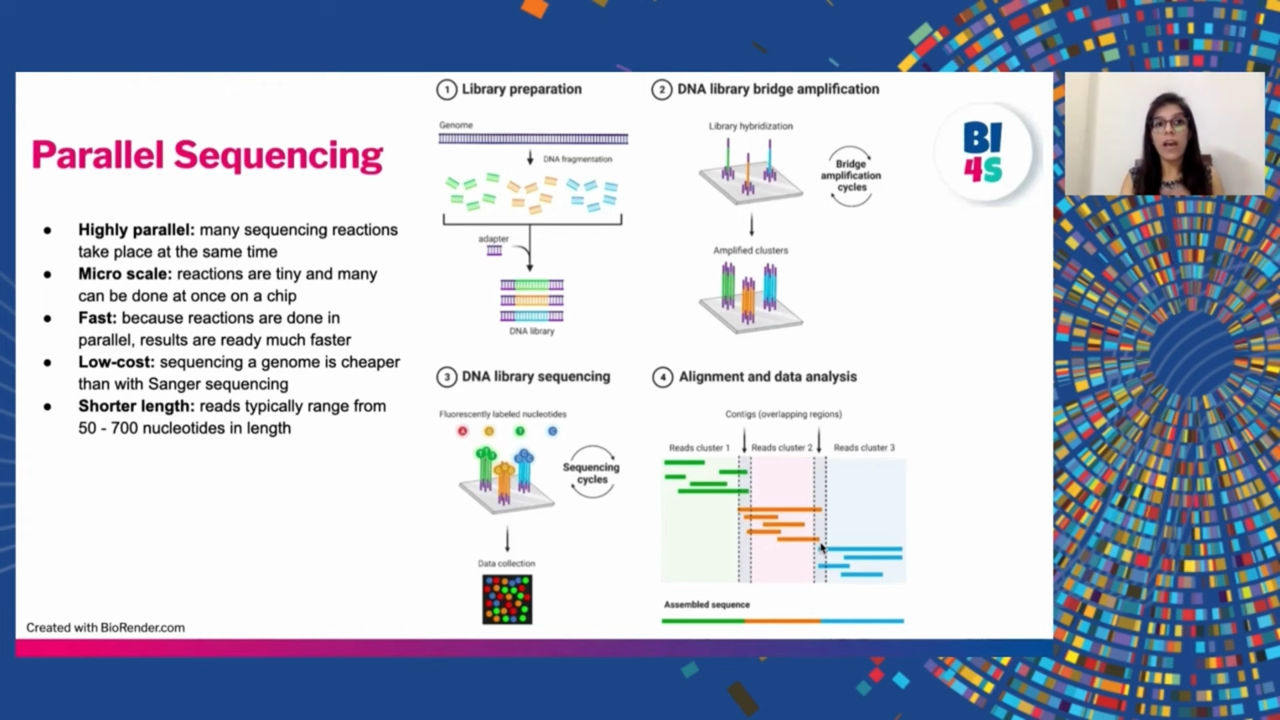 Parallel Sequencing
● Highly parallel: many sequencing reactions
take place at the same time
● Micro scale: reactions are tiny and many
can be done at once on a chip
● Fast: because reactions are done in
parallel, results are ready much faster
● Low-cost: sequencing a genome is cheaper
than with Sanger sequencing
● Shorter length: reads typically range from
50 - 700 nucleotides in length
Created with BioRender.com
1 Library preparation
Genome
DNA fragmentation
adapter
DNA library
2 DNA library bridge amplification
Library hybridization
Bridge
amplification
cycles
Amplified clusters
3 DNA library sequencing
Fluorescently labeled nucleotides
A G T C
Sequencing
cycles
Data collection
4 Alignment and data analysis
Contigs (overlapping regions)
Reads cluster 1 Reads cluster 2 Reads cluster 3
Assembled sequence
BI
4S